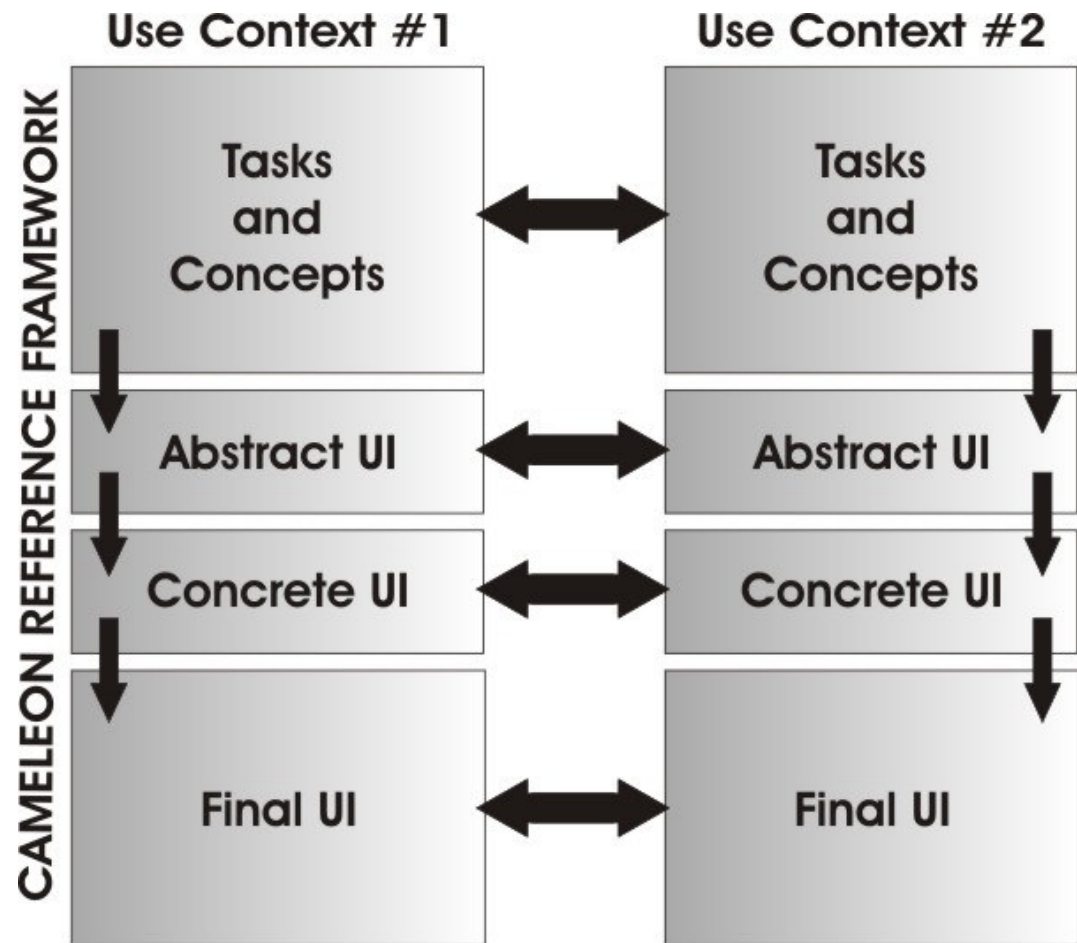 Use Context #1
Use Context #2
CAMELEON REFERENCE FRAMEWORK
Tasks
and
Concepts
Tasks
and
Concepts
Abstract UI
Abstract UI
Concrete UI
Concrete UI
Final UI
Final UI